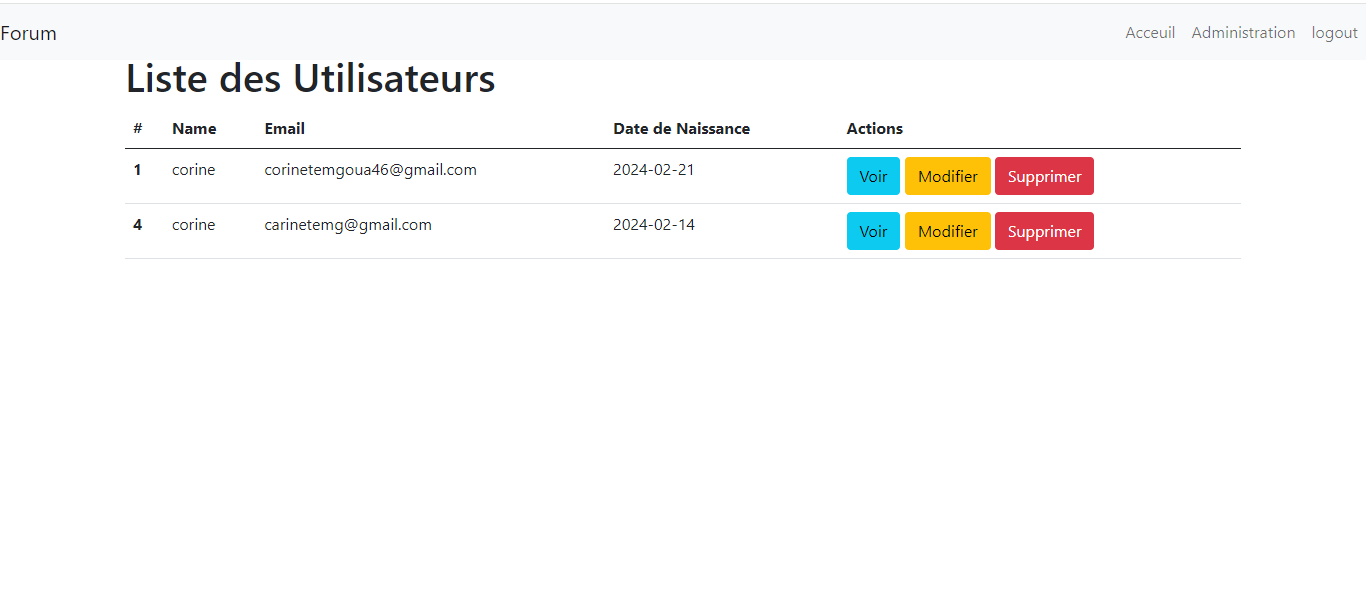 Forum Acceuil Administration logout
Liste des Utilisateurs
# Name Email Date de Naissance Actions
1 corine corinetemgoua46@gmail.com 2024-02-21 Voir Modifier Supprimer
4 corine carinetemg@gmail.com 2024-02-14 Voir Modifier Supprimer